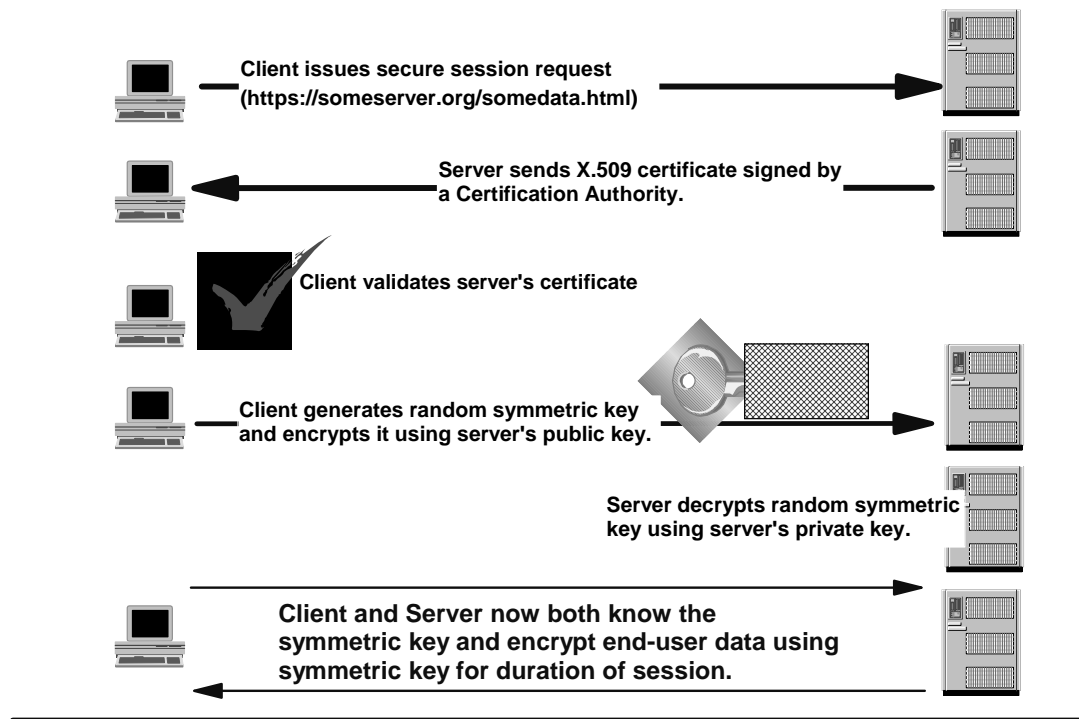 Client issues secure session request
(https://someserver.org/somedata.html)
Server sends X.509 certificate signed by
a Certification Authority.
Client validates server's certificate
Client generates random symmetric key
and encrypts it using server's public key.
Server decrypts random symmetric
key using server's private key.
Client and Server now both know the
symmetric key and encrypt end-user data using
symmetric key for duration of session.